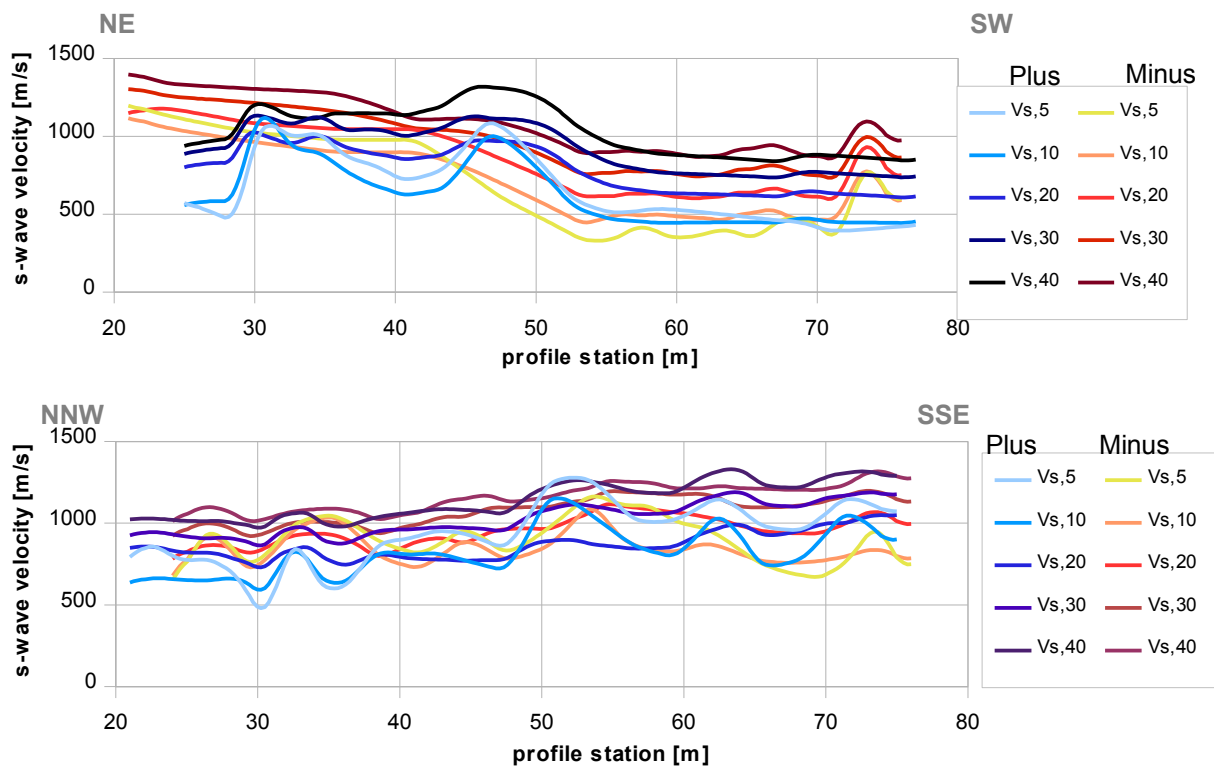 NE SW
1500
1000
500
0
s-wave velocity [m/s]
20 30 40 50 60 70 80
profile station [m]
Plus Minus
Vs,5 Vs,5
Vs,10 Vs,10
Vs,20 Vs,20
Vs,30 Vs,30
Vs,40 Vs,40
NNW SSE
1500
1000
500
0
s-wave velocity [m/s]
20 30 40 50 60 70 80
profile station [m]
Plus Minus
Vs,5 Vs,5
Vs,10 Vs,10
Vs,20 Vs,20
Vs,30 Vs,30
Vs,40 Vs,40